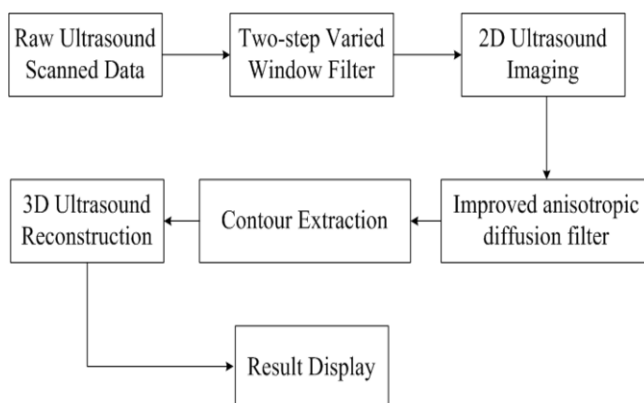 Raw Ultrasound
Scanned Data
Two-step Varied
Window Filter
2D Ultrasound
Imaging
Improved anisotropic
diffusion filter
Contour Extraction
3D Ultrasound
Reconstruction
Result Display